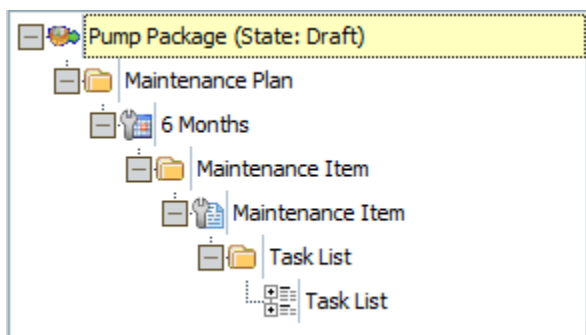 Pump Package (State: Draft)
Maintenance Plan
6 Months
Maintenance Item
Maintenance Item
Task List
Task List